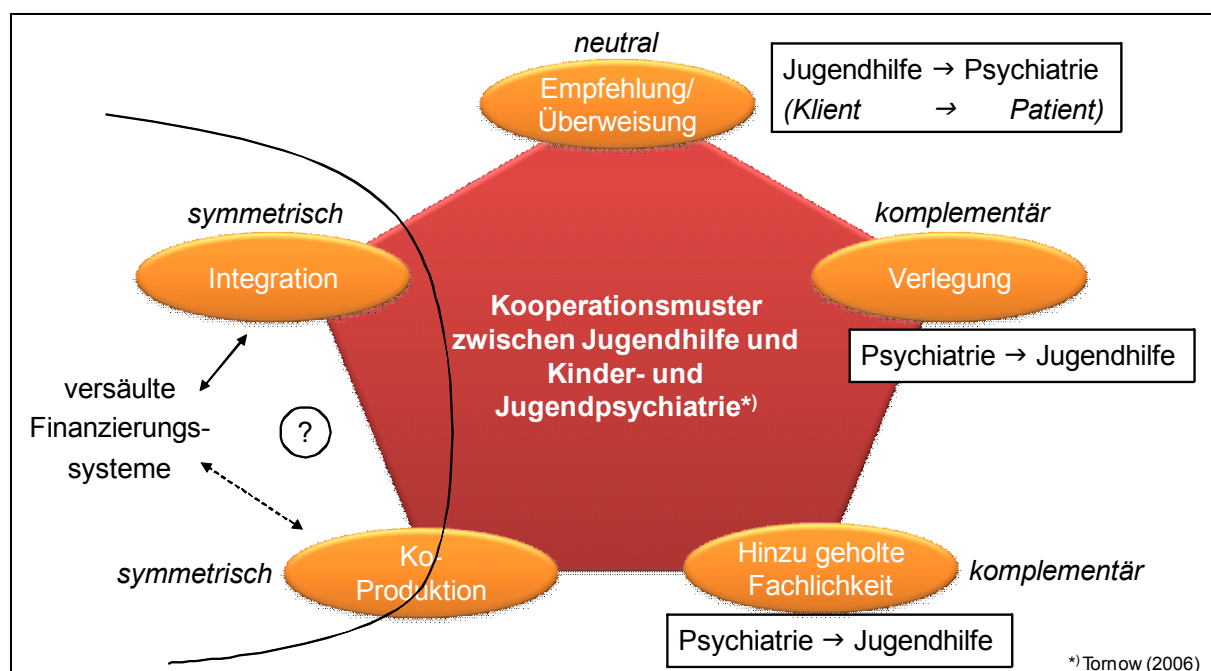 neutral
Empfehlung/
Überweisung
Jugendhilfe → Psychiatrie
(Klient → Patient)
symmetrisch
Integration
komplementär
Verlegung
Psychiatrie → Jugendhilfe
Kooperationsmuster
zwischen Jugendhilfe und
Kinder- und
Jugendpsychiatrie*)
versäulte
Finanzierungs-
systeme
?
symmetrisch
Ko-
Produktion
Hinzu geholte
Fachlichkeit
komplementär
Psychiatrie → Jugendhilfe
*) Tornow (2006)